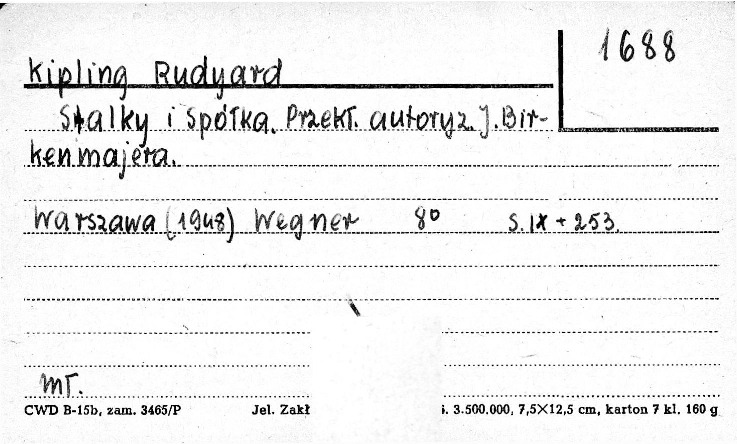 1688
Kipling Rudyard
Stalky i Spółka. Przekł. autoryz. J. Bir-
kenmajera.
Warszawa (1948) Wegner 8° S. IX + 253.
mł.
CWD B-15b, zam. 3465/P Jel. Zakł 3.500.000, 7,5×12,5 cm, karton 7 kl. 160 g